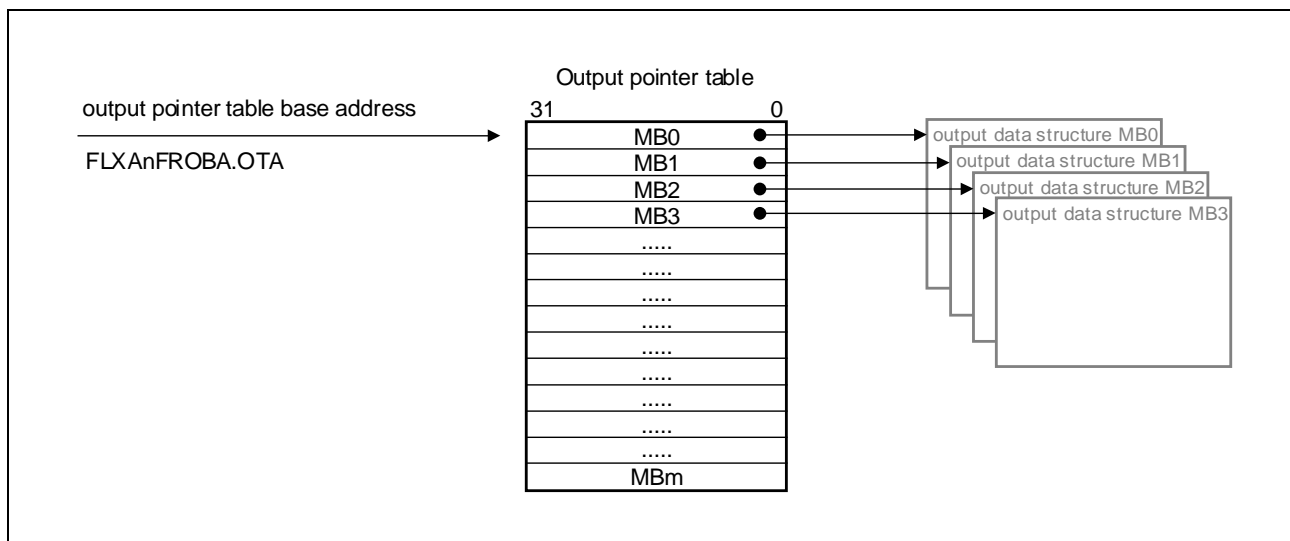 Output pointer table
output pointer table base address
FLXAnFROBA.OTA
31 0
MB0
MB1
MB2
MB3
.....
.....
.....
.....
.....
.....
.....
.....
.....
MBm
output data structure MB0
output data structure MB1
output data structure MB2
output data structure MB3